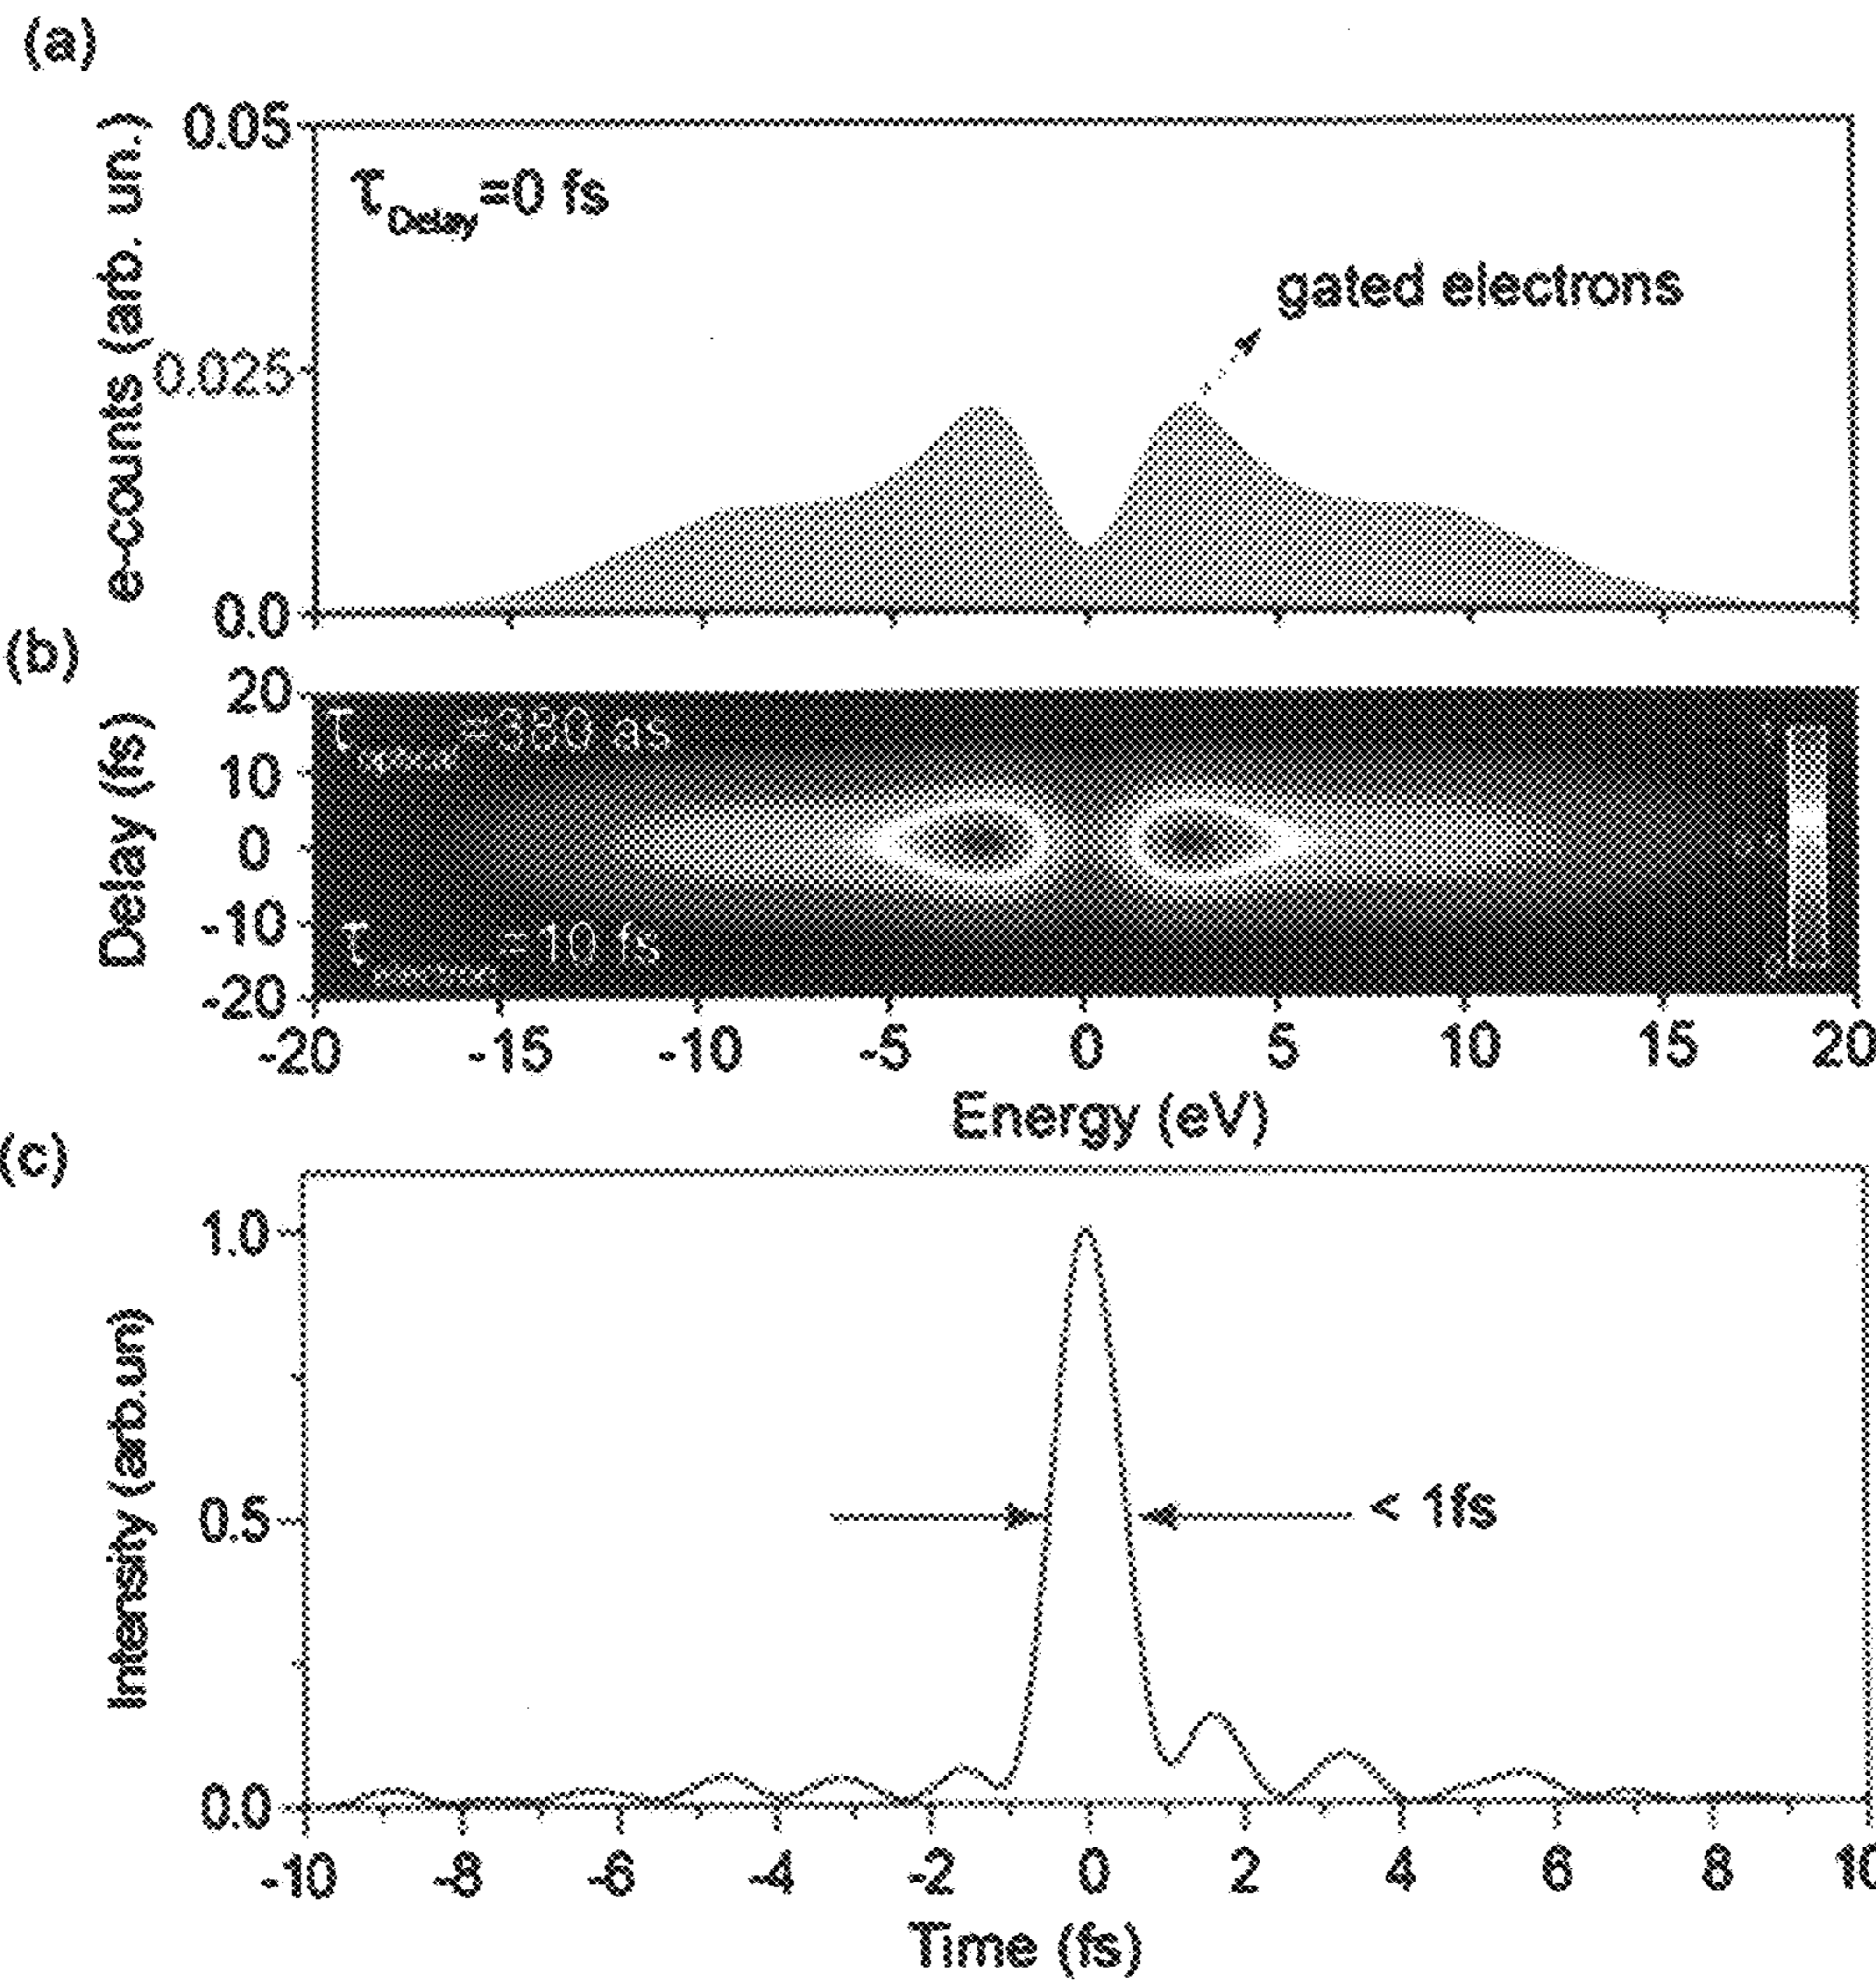 (a)
e-counts (arb. un.)
0.05
0.025
0.0
τDelay=0 fs
gated electrons
(b)
Delay (fs)
20
10
0
-10
-20
τ =380 as
τ =10 fs
-20 -15 -10 -5 0 5 10 15 20
Energy (eV)
(c)
Intensity (arb.un)
1.0
0.5
0.0
< 1fs
-10 -8 -6 -4 -2 0 2 4 6 8 10
Time (fs)